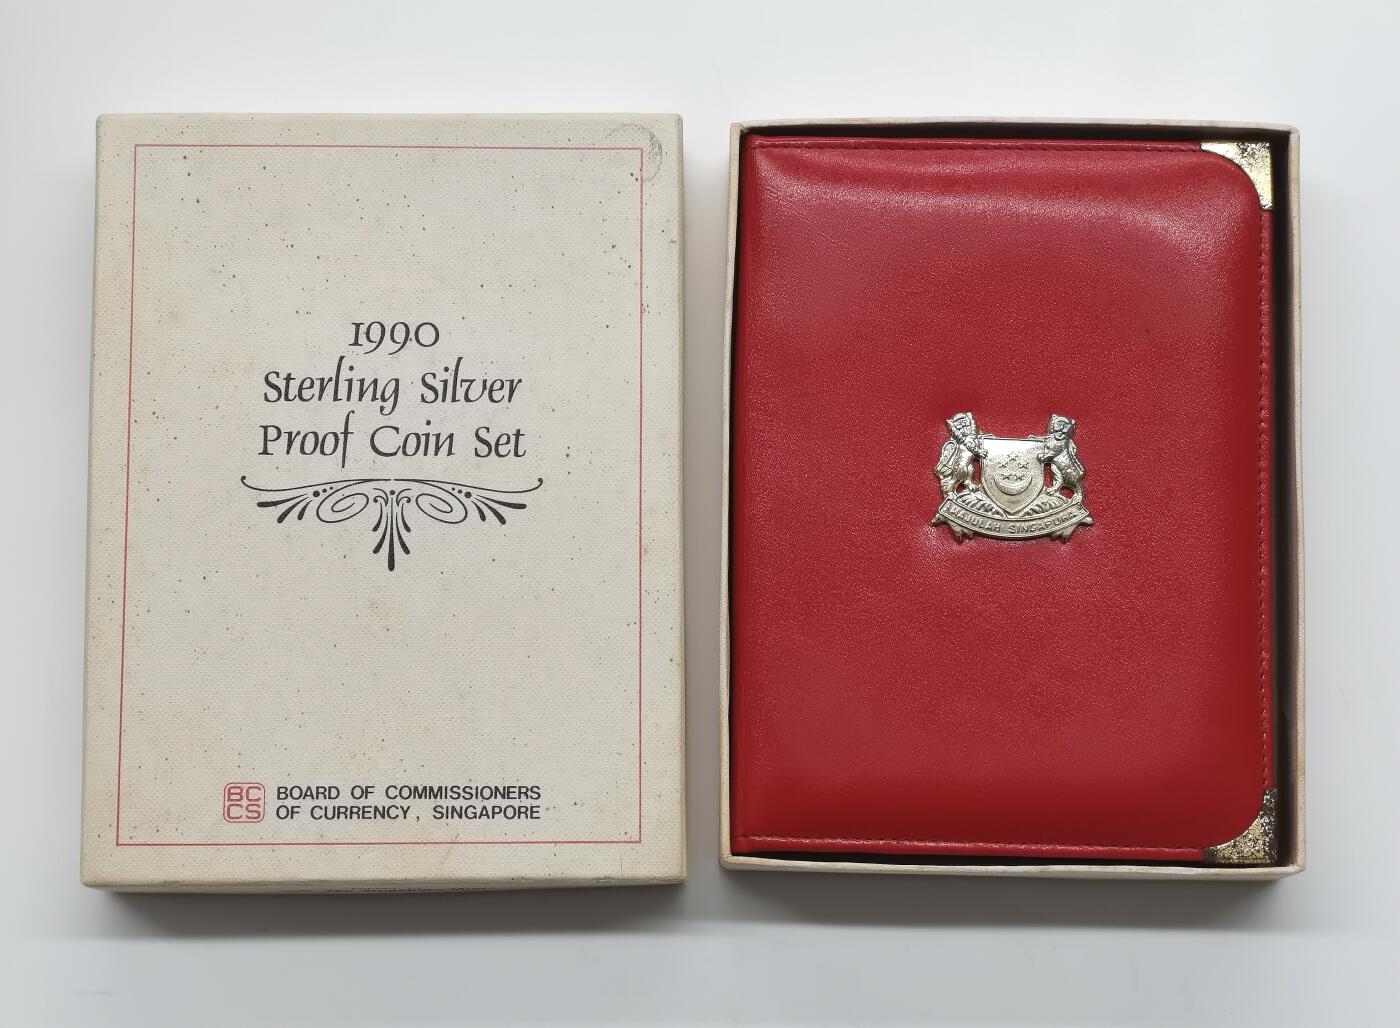 1990
Sterling Silver
Proof Coin Set
BC
CS
BOARD OF COMMISSIONERS
OF CURRENCY, SINGAPORE
MAJULAH SINGAPURA